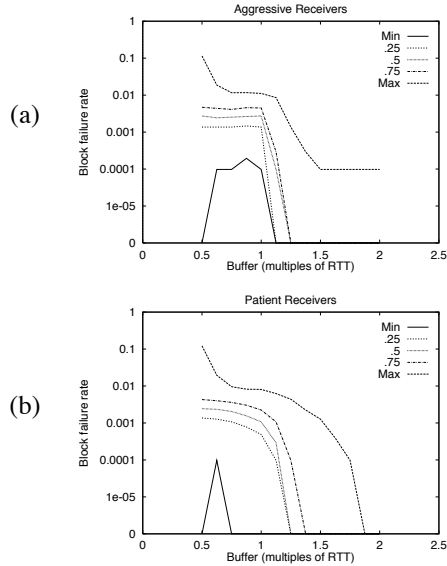 Aggressive Receivers
(a)
Block failure rate
1
0.1
0.01
0.001
0.0001
1e-05
0
0 0.5 1 1.5 2 2.5
Buffer (multiples of RTT)
Min
.25
.5
.75
Max
Patient Receivers
(b)
Block failure rate
1
0.1
0.01
0.001
0.0001
1e-05
0
0 0.5 1 1.5 2 2.5
Buffer (multiples of RTT)
Min
.25
.5
.75
Max